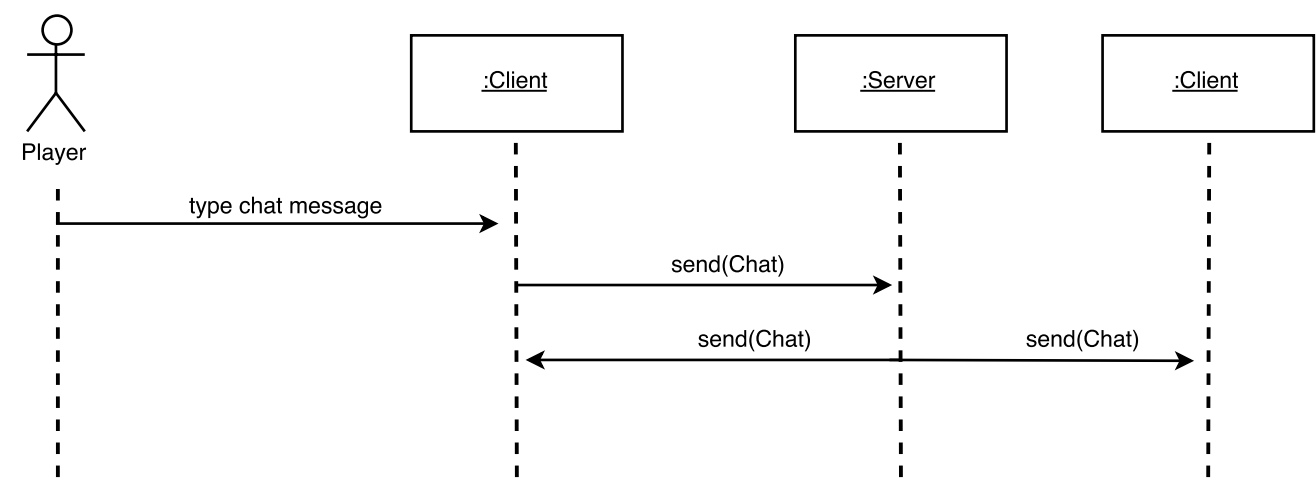 :Client
:Server
:Client
Player
type chat message
send(Chat)
send(Chat)
send(Chat)